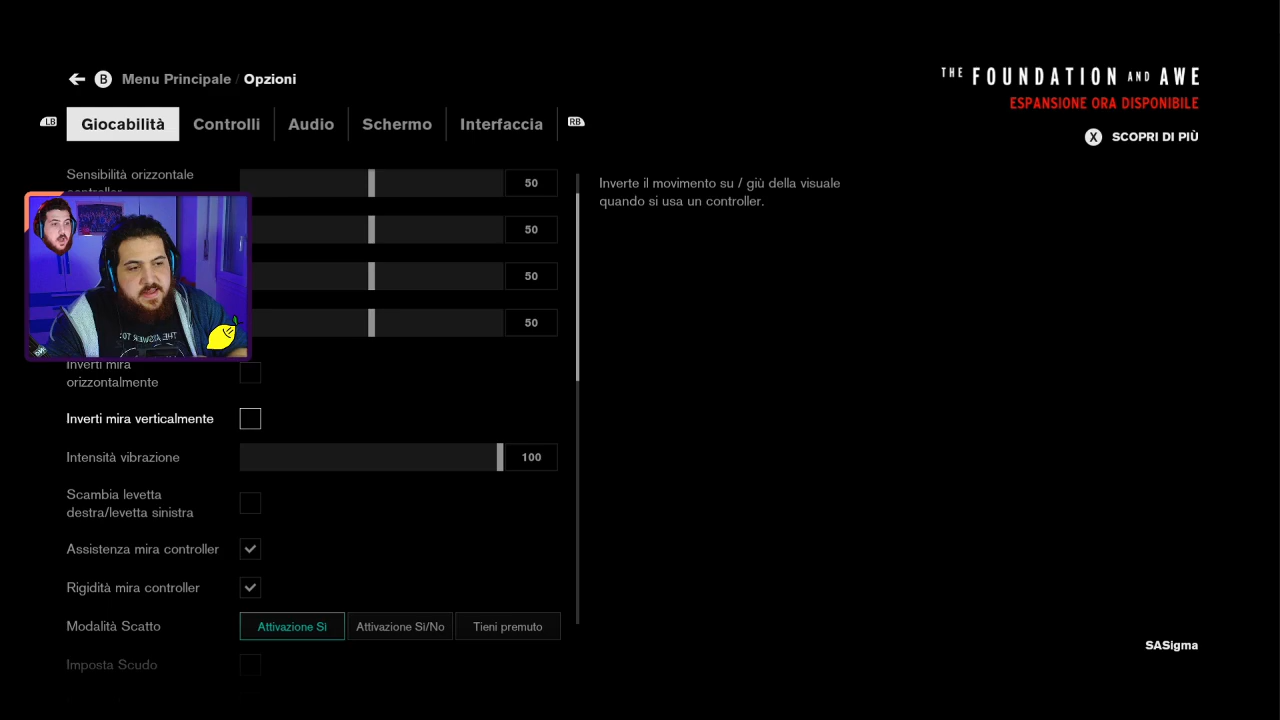 B Menu Principale / Opzioni
THE FOUNDATION AND AWE
ESPANSIONE ORA DISPONIBILE
X SCOPRI DI PIÙ
LB Giocabilità Controlli Audio Schermo Interfaccia RB
Sensibilità orizzontale
controller
50
50
50
50
Inverte il movimento su / giù della visuale
quando si usa un controller.
Inverti mira
orizzontalmente
Inverti mira verticalmente
Intensità vibrazione
100
Scambia levetta
destra/levetta sinistra
Assistenza mira controller
Rigidità mira controller
Modalità Scatto
Attivazione Sì
Attivazione Sì/No
Tieni premuto
Imposta Scudo
SASigma